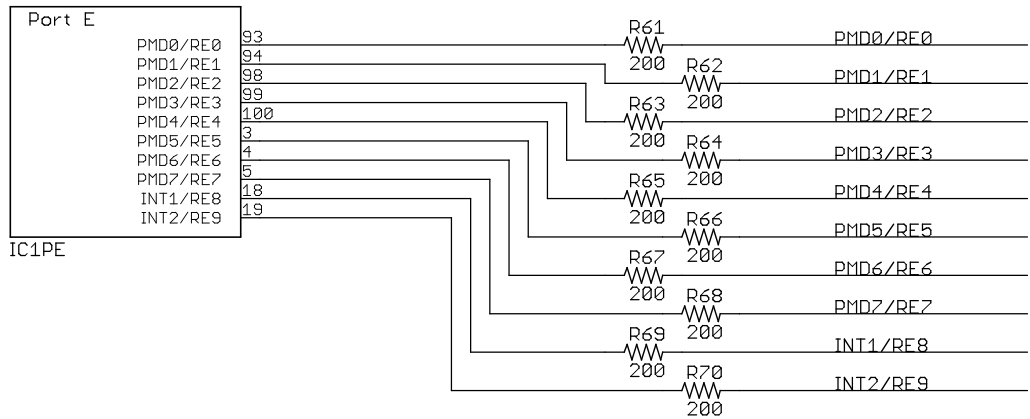 Port E
PMD0/RE0 93 R61 200 PMD0/RE0
PMD1/RE1 94 R62 200 PMD1/RE1
PMD2/RE2 98 R63 200 PMD2/RE2
PMD3/RE3 99 R64 200 PMD3/RE3
PMD4/RE4 100 R65 200 PMD4/RE4
PMD5/RE5 3 R66 200 PMD5/RE5
PMD6/RE6 4 R67 200 PMD6/RE6
PMD7/RE7 5 R68 200 PMD7/RE7
INT1/RE8 18 R69 200 INT1/RE8
INT2/RE9 19 R70 200 INT2/RE9
IC1PE